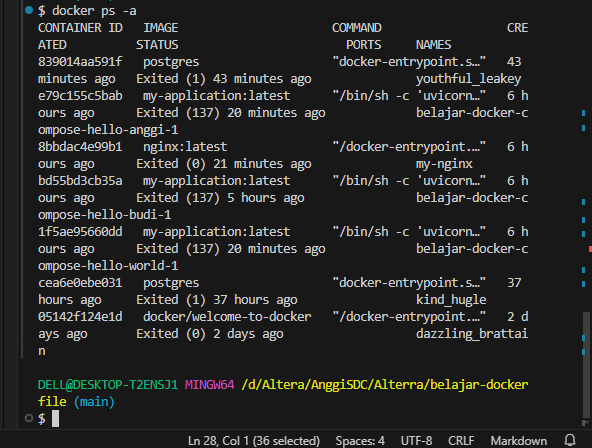 $ docker ps -a
CONTAINER ID   IMAGE                      COMMAND                  CRE
ATED          STATUS                        PORTS     NAMES
839014aa591f   postgres                   "docker-entrypoint.s…"   43
minutes ago   Exited (1) 43 minutes ago               youthful_leakey
e79c155c5bab   my-application:latest      "/bin/sh -c 'uvicorn…"   6 h
ours ago      Exited (137) 20 minutes ago             belajar-docker-c
ompose-hello-anggi-1
8bbdac4e99b1   nginx:latest               "/docker-entrypoint.…"   6 h
ours ago      Exited (0) 21 minutes ago               my-nginx
bd55bd3cb35a   my-application:latest      "/bin/sh -c 'uvicorn…"   6 h
ours ago      Exited (137) 5 hours ago                belajar-docker-c
ompose-hello-budi-1
1f5ae95660dd   my-application:latest      "/bin/sh -c 'uvicorn…"   6 h
ours ago      Exited (137) 20 minutes ago             belajar-docker-c
ompose-hello-world-1
cea6e0ebe031   postgres                   "docker-entrypoint.s…"   37
hours ago     Exited (1) 37 hours ago                 kind_hugle
05142f124e1d   docker/welcome-to-docker   "/docker-entrypoint.…"   2 d
ays ago       Exited (0) 2 days ago                   dazzling_brattai
n
DELL@DESKTOP-T2ENSJ1 MINGW64 /d/Altera/AnggiSDC/Alterra/belajar-docker
file (main)
$
Ln 28, Col 1 (36 selected)   Spaces: 4   UTF-8   CRLF   Markdown